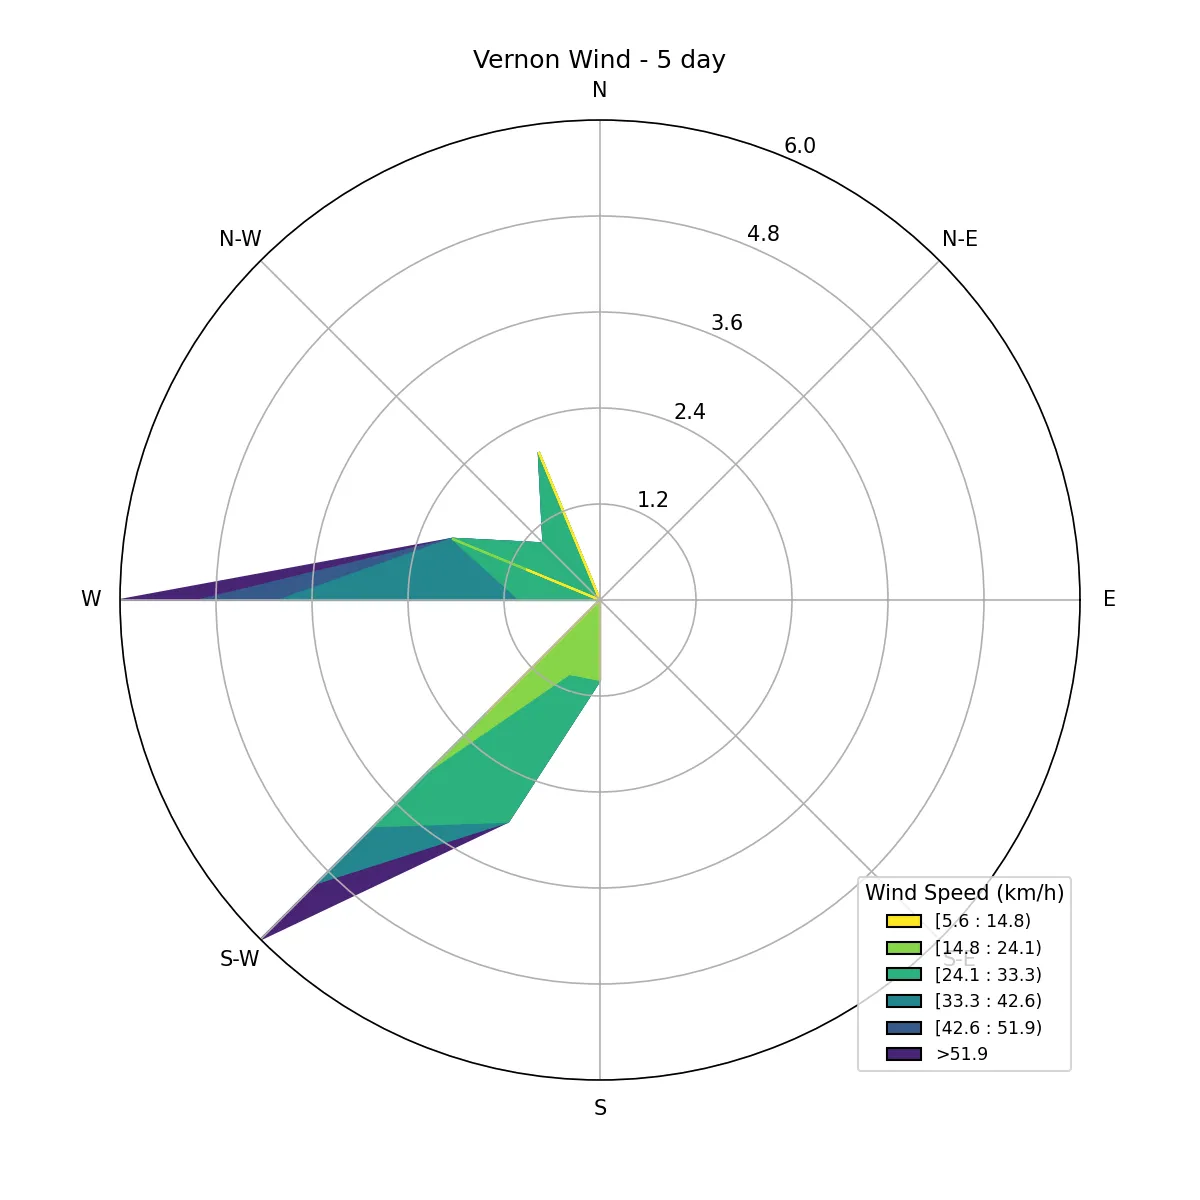 Vernon Wind - 5 day
N
6.0
N-W
4.8
N-E
3.6
2.4
1.2
W
E
S-W
S-E
S
Wind Speed (km/h)
[5.6 : 14.8)
[14.8 : 24.1)
[24.1 : 33.3)
[33.3 : 42.6)
[42.6 : 51.9)
>51.9